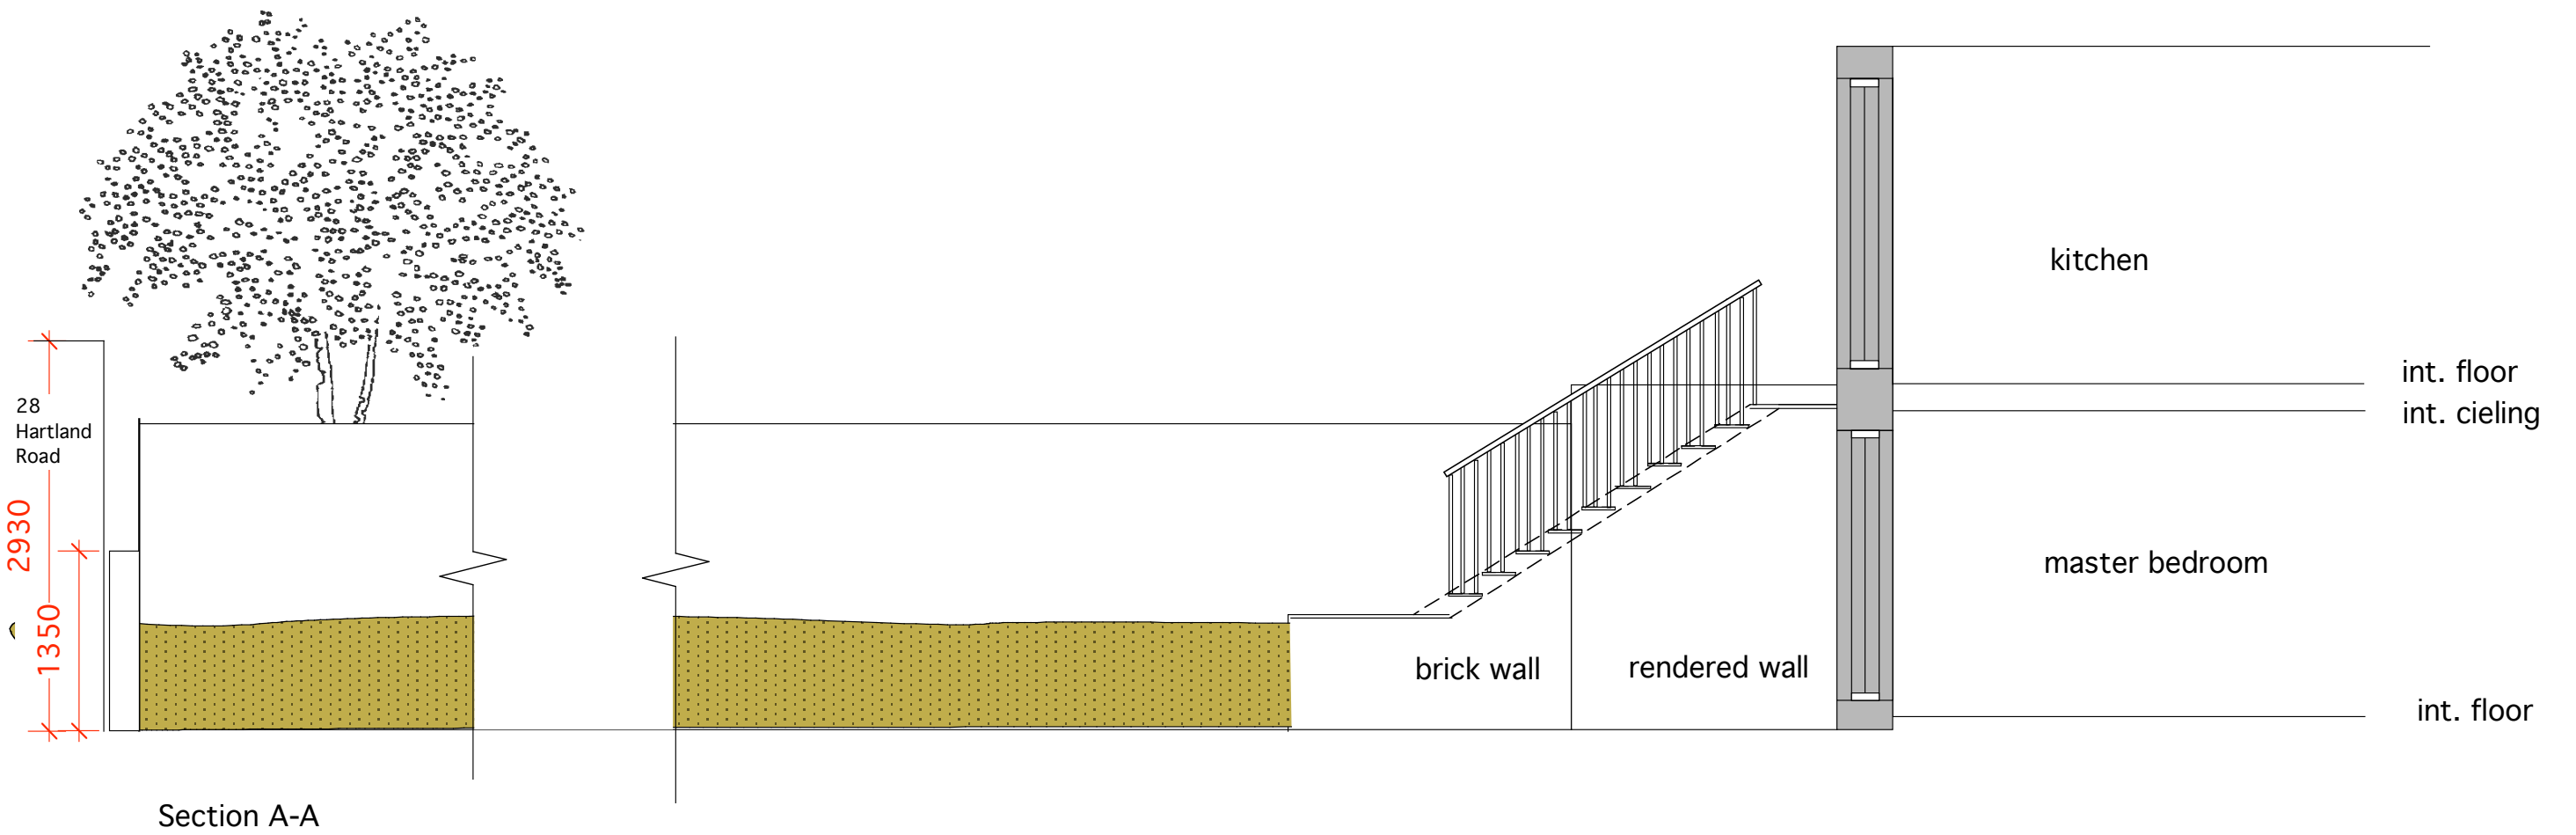 kitchen
int. floor
int. cieling
28
Hartland
Road
2930
1350
master bedroom
brick wall
rendered wall
int. floor
Section A-A